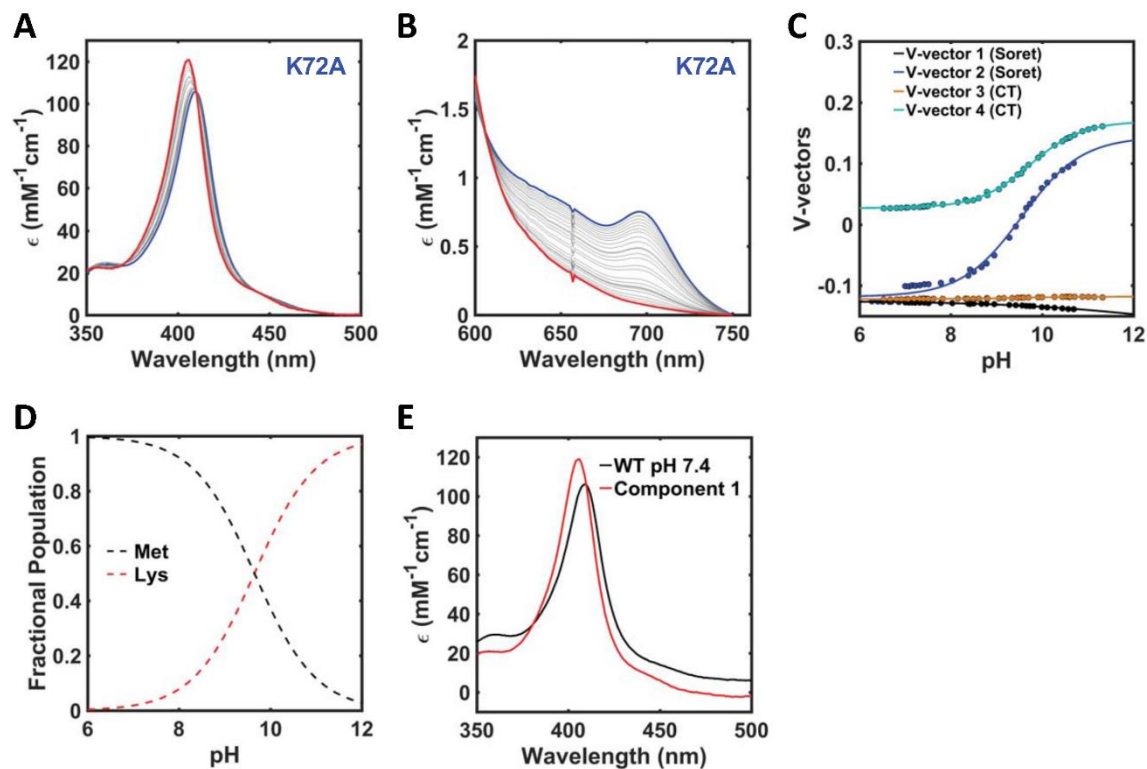 A
K72A
120
100
80
60
40
20
0
350 400 450 500
ϵ (mM⁻¹cm⁻¹)
Wavelength (nm)
B
K72A
2
1.5
1
0.5
0
600 650 700 750
ϵ (mM⁻¹cm⁻¹)
Wavelength (nm)
C
V-vector 1 (Soret)
V-vector 2 (Soret)
V-vector 3 (CT)
V-vector 4 (CT)
0.3
0.2
0.1
0
-0.1
6 8 10 12
V-vectors
pH
D
1
0.8
0.6
0.4
0.2
0
6 8 10 12
Met
Lys
Fractional Population
pH
E
WT pH 7.4
Component 1
120
100
80
60
40
20
0
350 400 450 500
ϵ (mM⁻¹cm⁻¹)
Wavelength (nm)